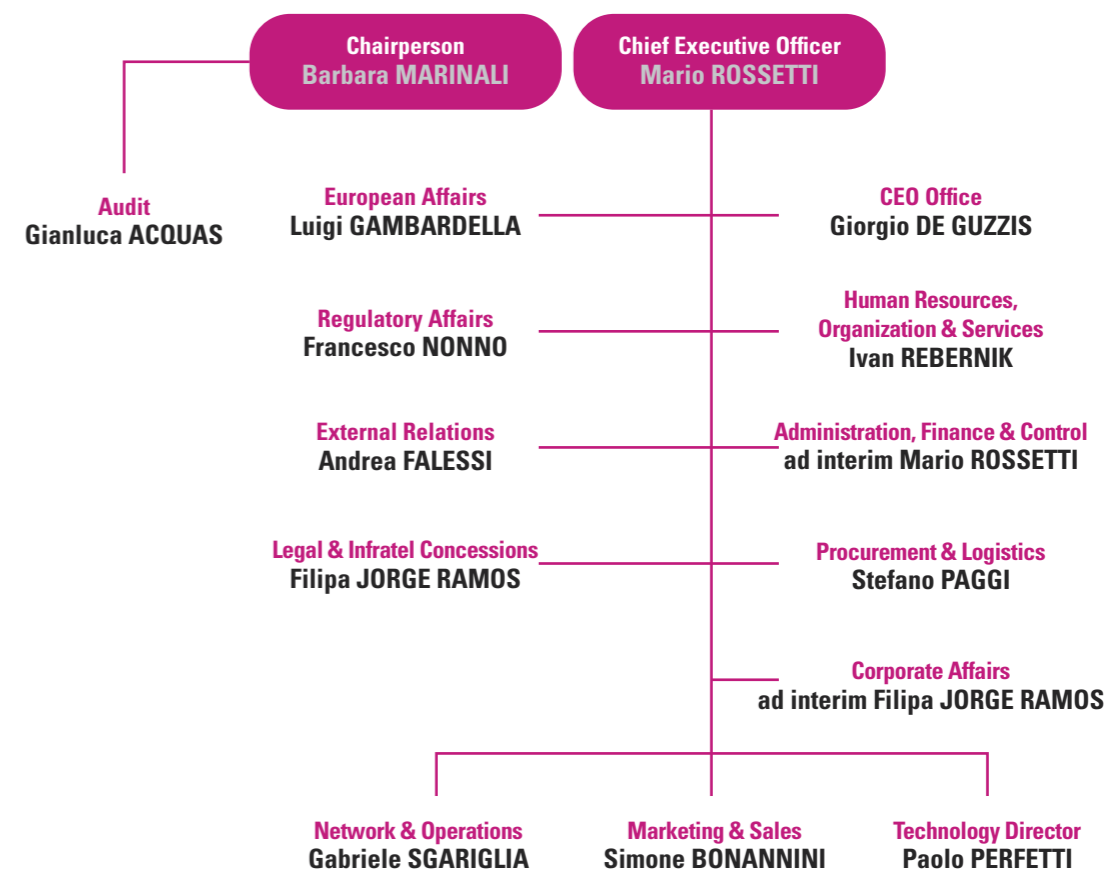 Chairperson
Barbara MARINALI
Chief Executive Officer
Mario ROSSETTI
Audit
Gianluca ACQUAS
European Affairs
Luigi GAMBARDELLA
CEO Office
Giorgio DE GUZZIS
Regulatory Affairs
Francesco NONNO
Human Resources,
Organization & Services
Ivan REBERNIK
External Relations
Andrea FALESSI
Administration, Finance & Control
ad interim Mario ROSSETTI
Legal & Infratel Concessions
Filipa JORGE RAMOS
Procurement & Logistics
Stefano PAGGI
Corporate Affairs
ad interim Filipa JORGE RAMOS
Network & Operations
Gabriele SGARIGLIA
Marketing & Sales
Simone BONANNINI
Technology Director
Paolo PERFETTI